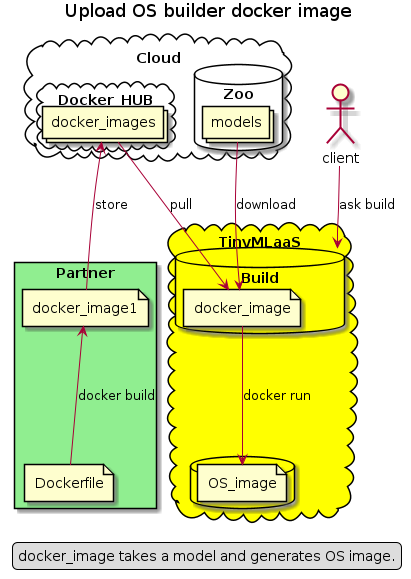 Upload OS builder docker image
Cloud
Docker HUB
Zoo
docker_images
models
client
store
pull
download
ask build
TinyMLaaS
Partner
Build
docker_image1
docker_image
docker build
docker run
Dockerfile
OS_image
docker_image takes a model and generates OS image.